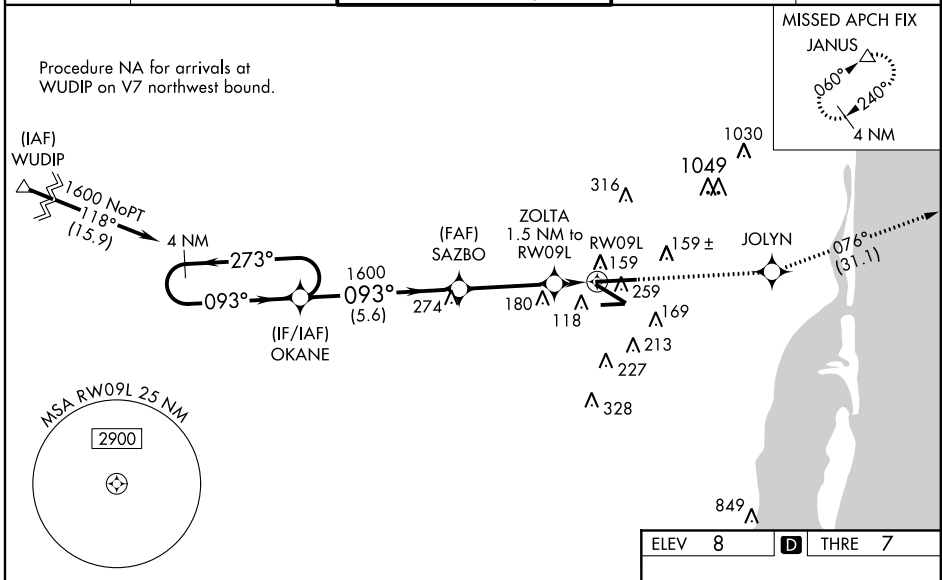 MISSED APCH FIX
JANUS
060°
240°
4 NM
Procedure NA for arrivals at
WUDIP on V7 northwest bound.
(IAF)
WUDIP
1600 NoPT
118°
(15.9)
4 NM
273°
093°
(IF/IAF)
OKANE
1600
093°
(5.6)
(FAF)
SAZBO
274
ZOLTA
1.5 NM to
RW09L
180
118
RW09L
159
259
316
1049
1030
159 ±
169
213
227
328
JOLYN
076°
(31.1)
849
MSA RW09L 25 NM
2900
ELEV 8 D THRE 7